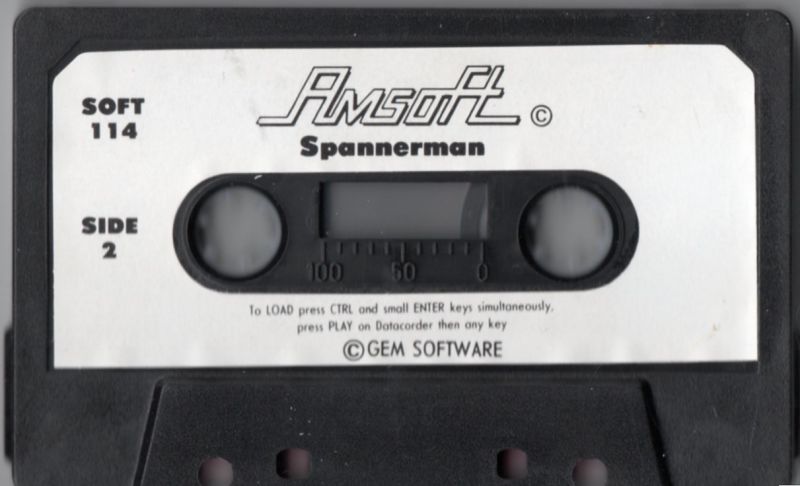 Amsoft ©
Spannerman
SOFT
114
SIDE
2
100 50 0
To LOAD press CTRL and small ENTER keys simultaneously,
press PLAY on Datacorder then any key
© GEM SOFTWARE